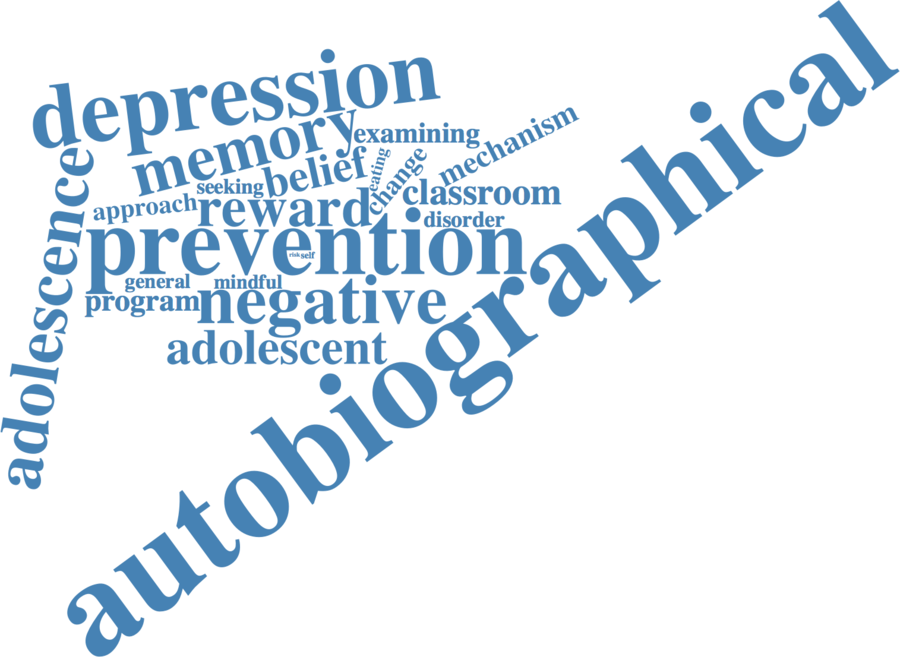 depression
memory
examining
mechanism
autobiographical
adolescence
seeking
belief
eating
change
classroom
approach
reward
disorder
prevention
risk
self
general
mindful
program
negative
adolescent